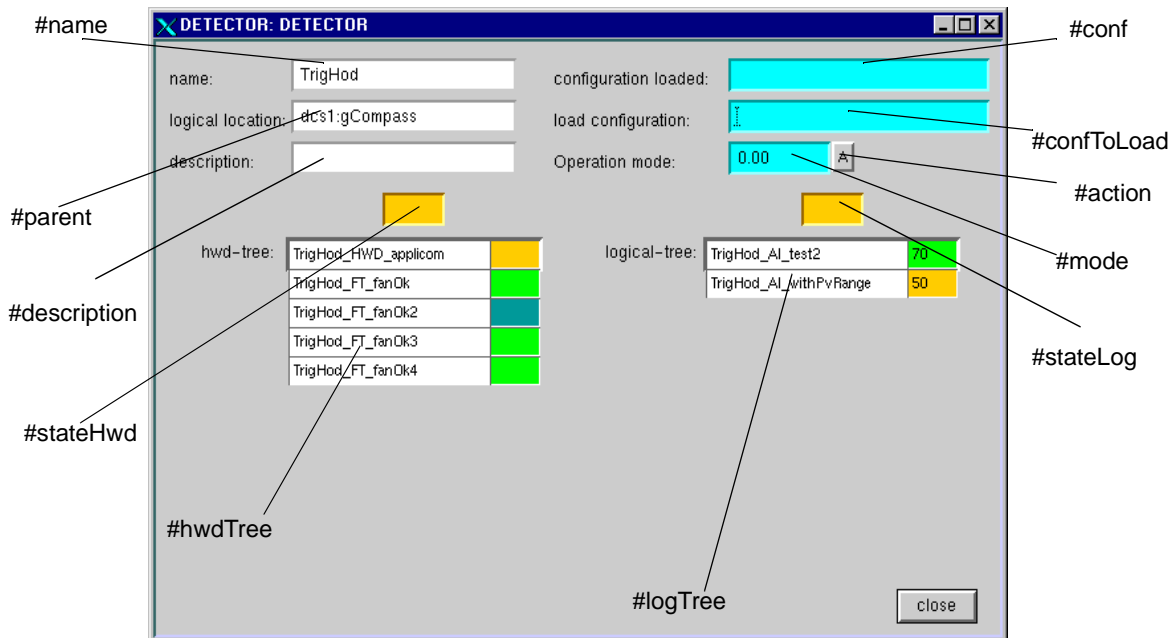 DETECTOR: DETECTOR
#name
#conf
name: TrigHod configuration loaded:
logical location: dcs1:gCompass load configuration:
#confToLoad
description: Operation mode: 0.00 A
#action
#parent
hwd-tree: TrigHod_HWD_applicom logical-tree: TrigHod_AI_test2 70
#mode
TrigHod_FT_fanOk TrigHod_AI_withPvRange 50
#description
TrigHod_FT_fanOk2
TrigHod_FT_fanOk3
#stateLog
TrigHod_FT_fanOk4
#stateHwd
#hwdTree
#logTree
close